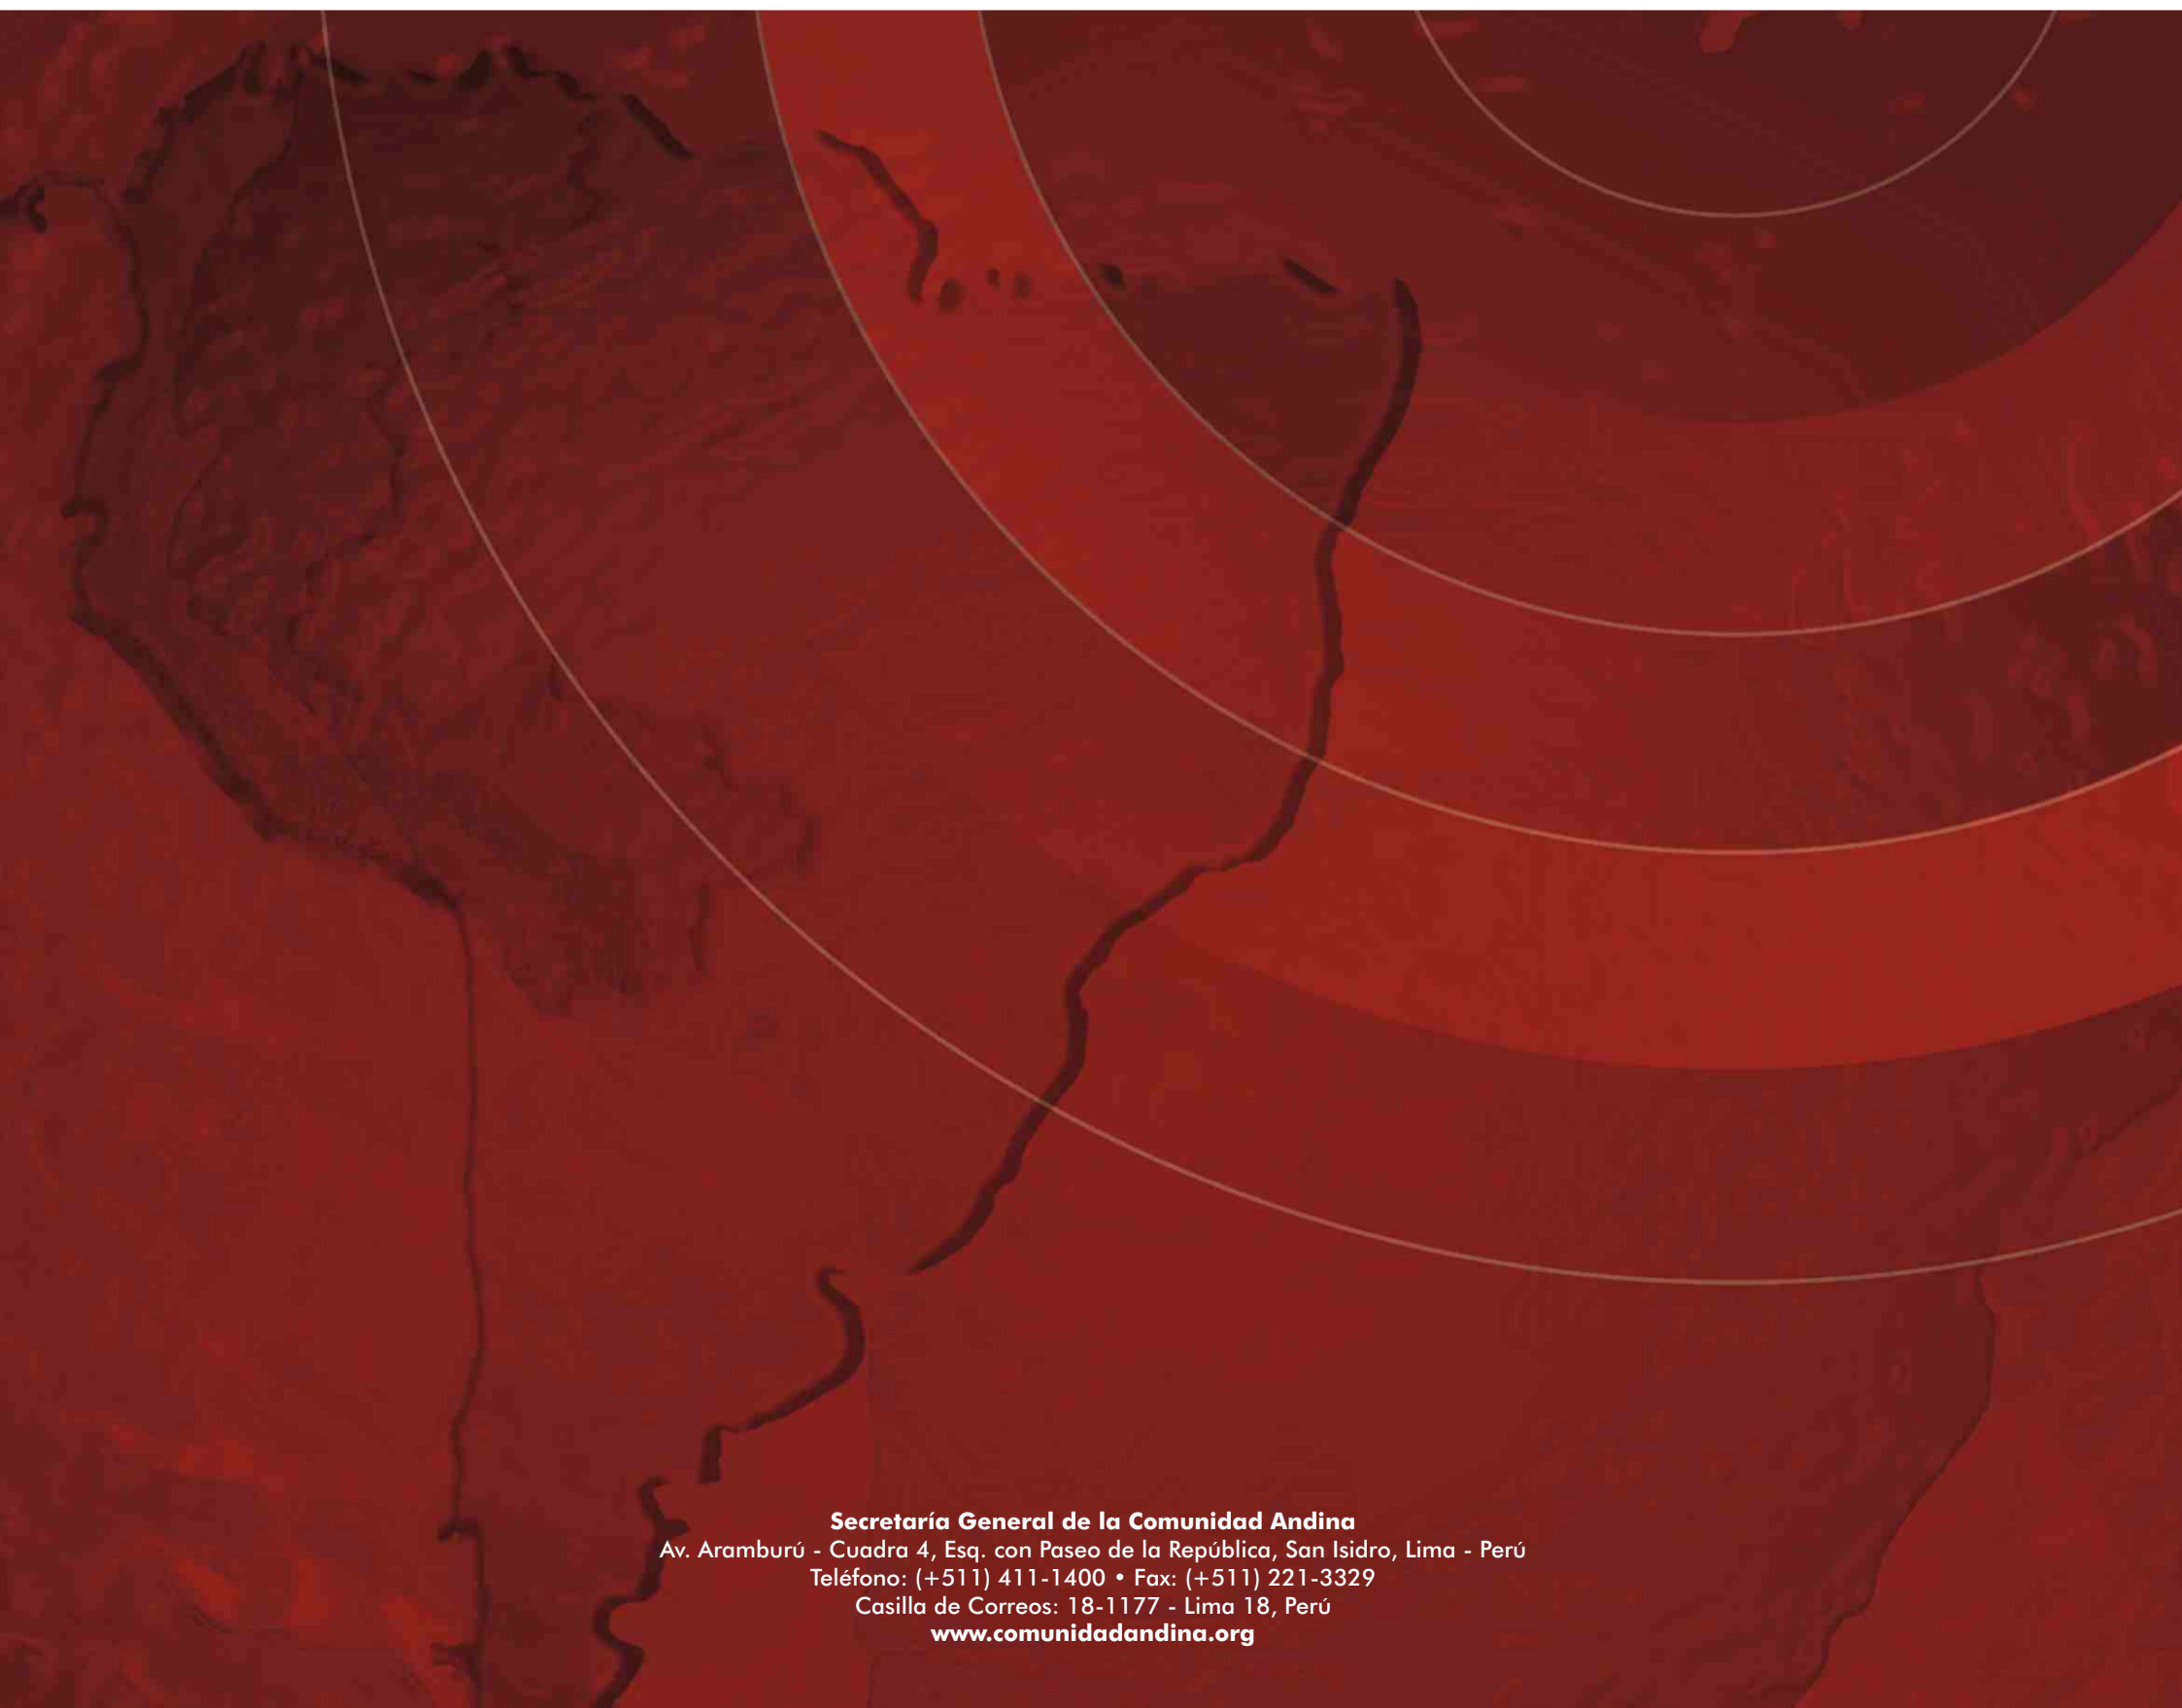 Secretaría General de la Comunidad Andina
Av. Aramburú - Cuadra 4, Esq. con Paseo de la República, San Isidro, Lima - Perú
Teléfono: (+511) 411-1400 • Fax: (+511) 221-3329
Casilla de Correos: 18-1177 - Lima 18, Perú
www.comunidadandina.org